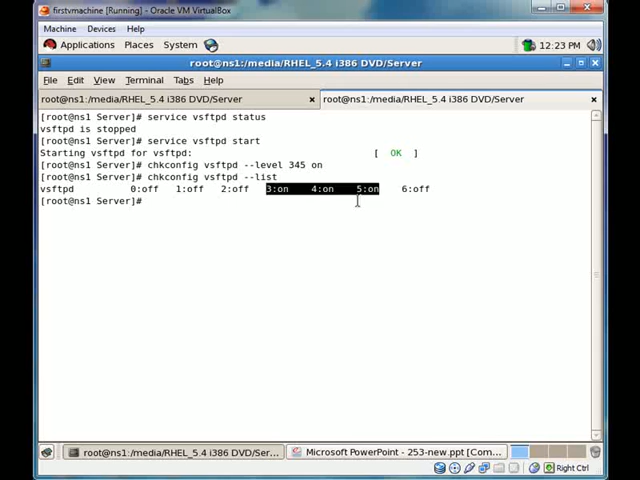 firstvmachine [Running] - Oracle VM VirtualBox
Machine Devices Help
Applications Places System 12:23 PM
root@ns1:/media/RHEL_5.4 i386 DVD/Server
File Edit View Terminal Tabs Help
root@ns1:/media/RHEL_5.4 i386 DVD/Server x root@ns1:/media/RHEL_5.4 i386 DVD/Server x
[root@ns1 Server]# service vsftpd status
vsftpd is stopped
[root@ns1 Server]# service vsftpd start
Starting vsftpd for vsftpd: [ OK ]
[root@ns1 Server]# chkconfig vsftpd --level 345 on
[root@ns1 Server]# chkconfig vsftpd --list
vsftpd 0:off 1:off 2:off 3:on 4:on 5:on 6:off
[root@ns1 Server]#
root@ns1:/media/RHEL_5.4 i386 DVD/Ser... Microsoft PowerPoint - 253-new.ppt [Com...
Right Ctrl